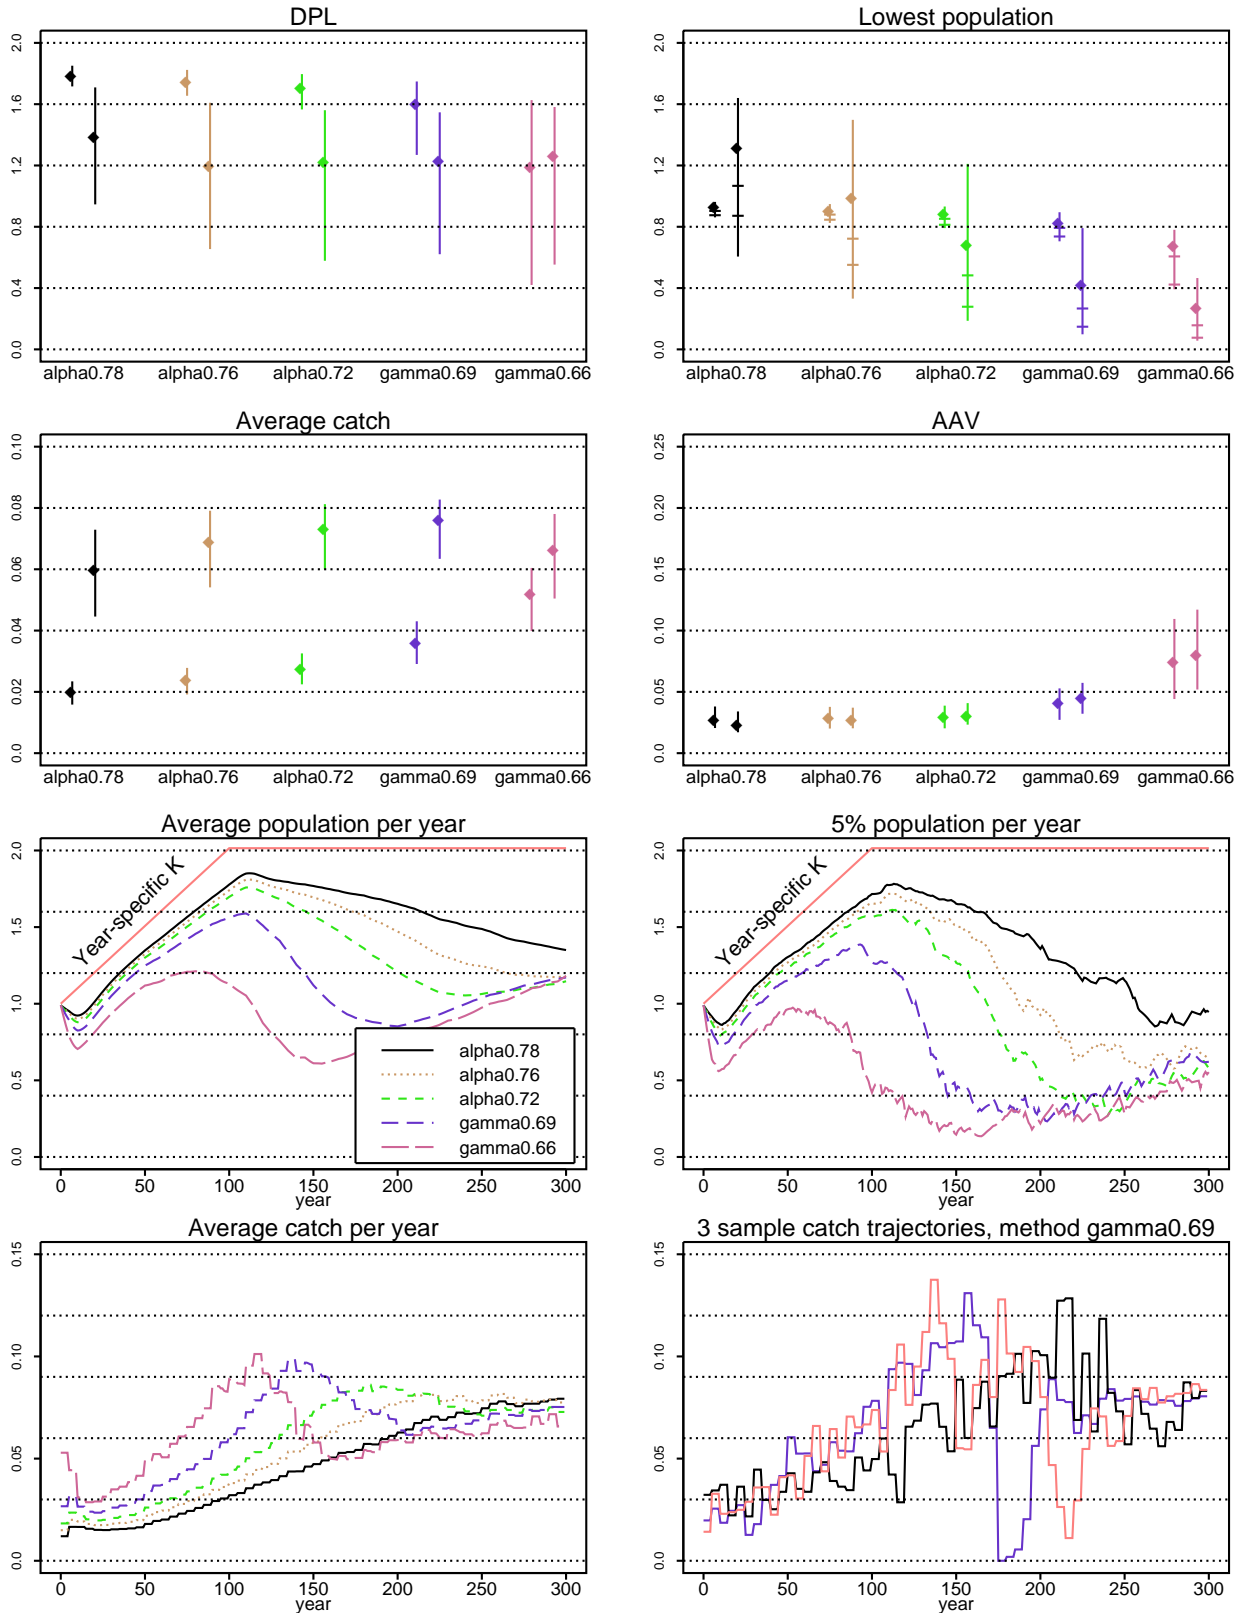 DPL
2.0
1.6
1.2
0.8
0.4
0.0
alpha0.78 alpha0.76 alpha0.72 gamma0.69 gamma0.66
Lowest population
2.0
1.6
1.2
0.8
0.4
0.0
alpha0.78 alpha0.76 alpha0.72 gamma0.69 gamma0.66
Average catch
0.10
0.08
0.06
0.04
0.02
0.0
alpha0.78 alpha0.76 alpha0.72 gamma0.69 gamma0.66
AAV
0.25
0.20
0.15
0.10
0.05
0.0
alpha0.78 alpha0.76 alpha0.72 gamma0.69 gamma0.66
Average population per year
2.0
1.5
1.0
0.5
0.0
Year-specific K
alpha0.78
alpha0.76
alpha0.72
gamma0.69
gamma0.66
0 50 100 150 200 250 300
year
5% population per year
2.0
1.5
1.0
0.5
0.0
Year-specific K
0 50 100 150 200 250 300
year
Average catch per year
0.15
0.10
0.05
0.0
0 50 100 150 200 250 300
year
3 sample catch trajectories, method gamma0.69
0.15
0.10
0.05
0.0
0 50 100 150 200 250 300
year